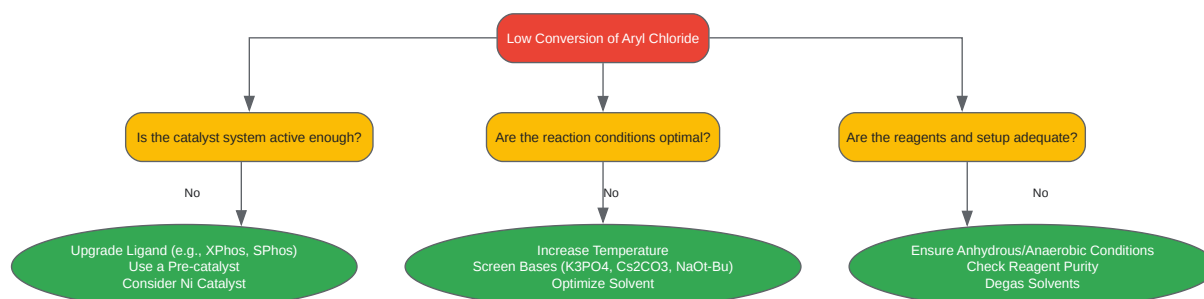 Low Conversion of Aryl Chloride
Is the catalyst system active enough?
Are the reaction conditions optimal?
Are the reagents and setup adequate?
No
No
No
Upgrade Ligand (e.g., XPhos, SPhos)
Use a Pre-catalyst
Consider Ni Catalyst
Increase Temperature
Screen Bases (K3PO4, Cs2CO3, NaOt-Bu)
Optimize Solvent
Ensure Anhydrous/Anaerobic Conditions
Check Reagent Purity
Degas Solvents